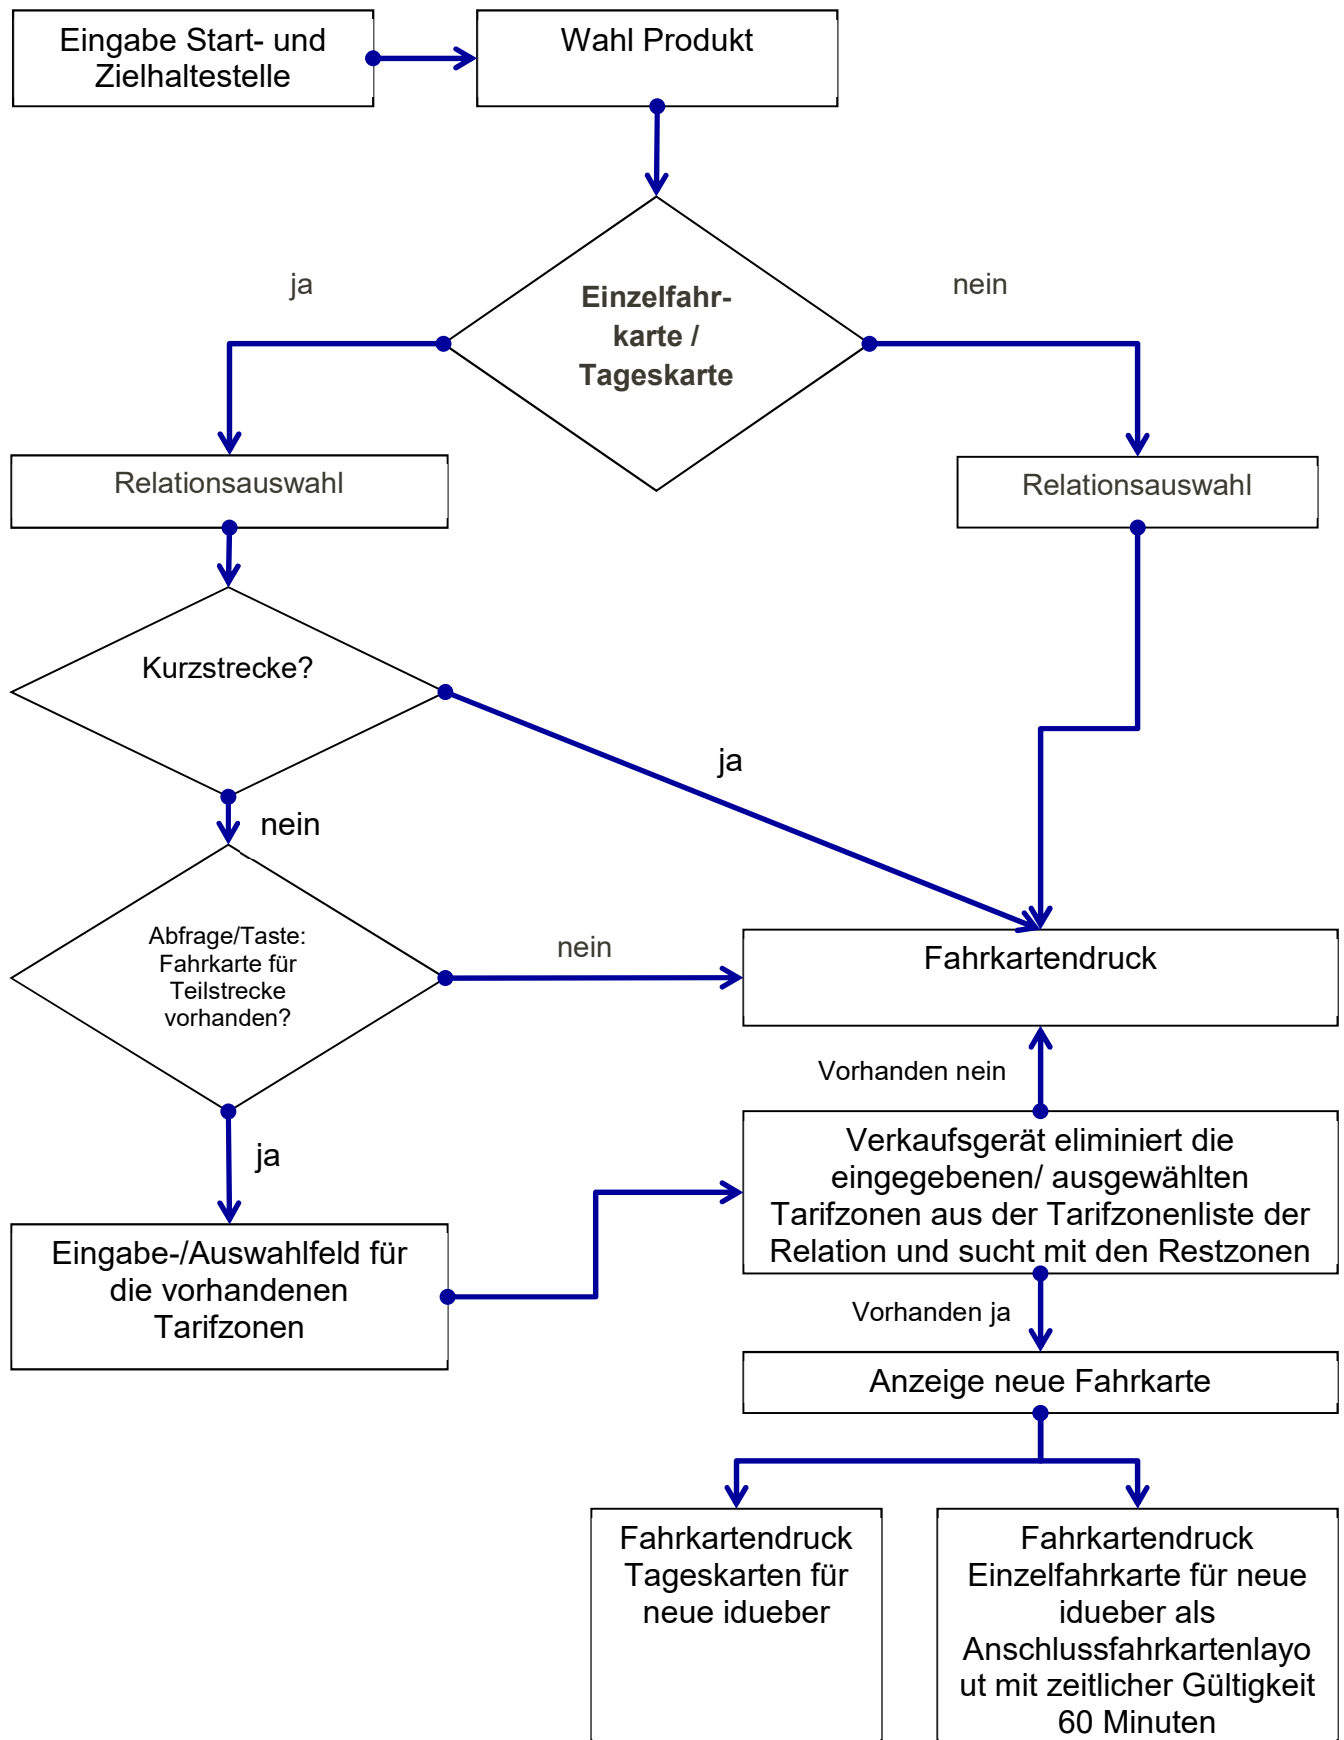 Eingabe Start- und
Zielhaltestelle
Wahl Produkt
ja
nein
Einzelfahr-
karte /
Tageskarte
Relationsauswahl
Relationsauswahl
Kurzstrecke?
ja
nein
Abfrage/Taste:
Fahrkarte für
Teilstrecke
vorhanden?
nein
Fahrkartendruck
Vorhanden nein
ja
Verkaufsgerät eliminiert die
eingegebenen/ ausgewählten
Tarifzonen aus der Tarifzonenliste der
Relation und sucht mit den Restzonen
Eingabe-/Auswahlfeld für
die vorhandenen
Tarifzonen
Vorhanden ja
Anzeige neue Fahrkarte
Fahrkartendruck
Tageskarten für
neue idueber
Fahrkartendruck
Einzelfahrkarte für neue
idueber als
Anschlussfahrkartenlayo
ut mit zeitlicher Gültigkeit
60 Minuten